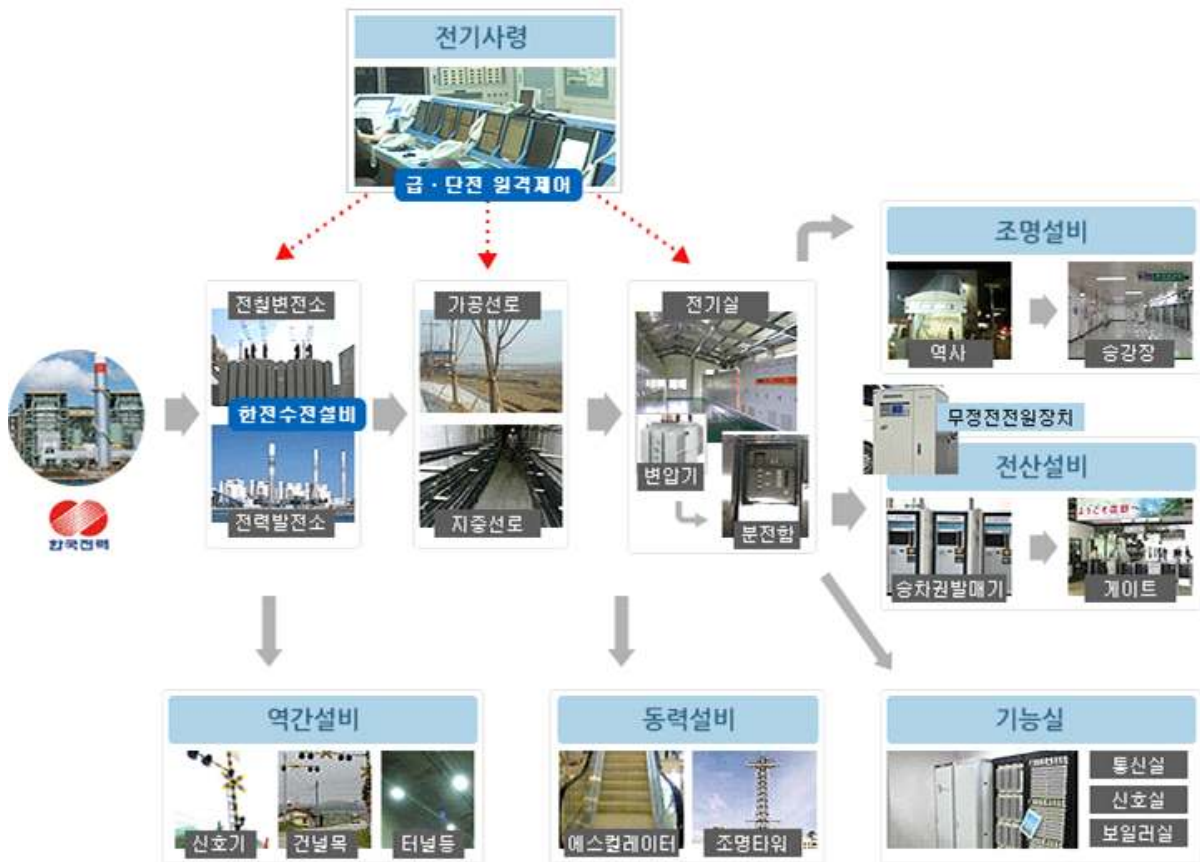 전기사령
급·단전 원격제어
조명설비
역사
승강장
전철변전소
한전수전설비
전력발전소
가공선로
지중선로
전기실
변압기
분전함
한국전력
무정전전원장치
전산설비
승차권발매기
게이트
역간설비
신호기
건널목
터널등
동력설비
에스컬레이터
조명타워
기능실
통신실
신호실
보일러실